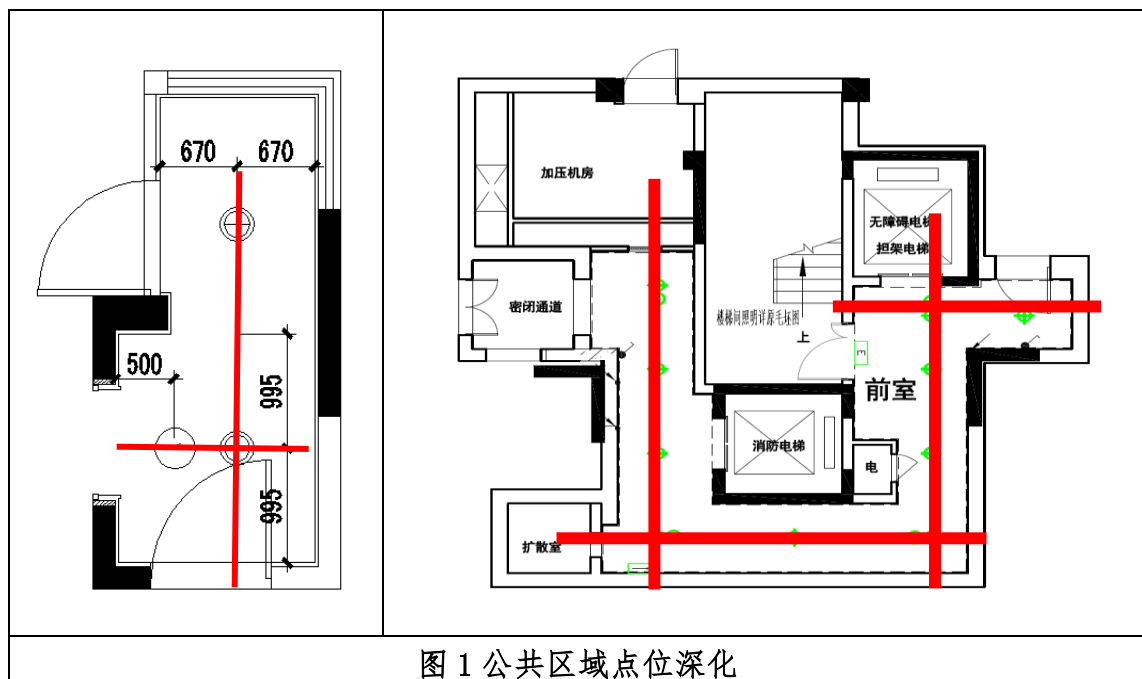 670 670
500
995
995
加压机房
无障碍电梯
担架电梯
密闭通道
楼梯间照明详原毛坯图
上
E
前室
消防电梯
电
扩散室
图1公共区域点位深化